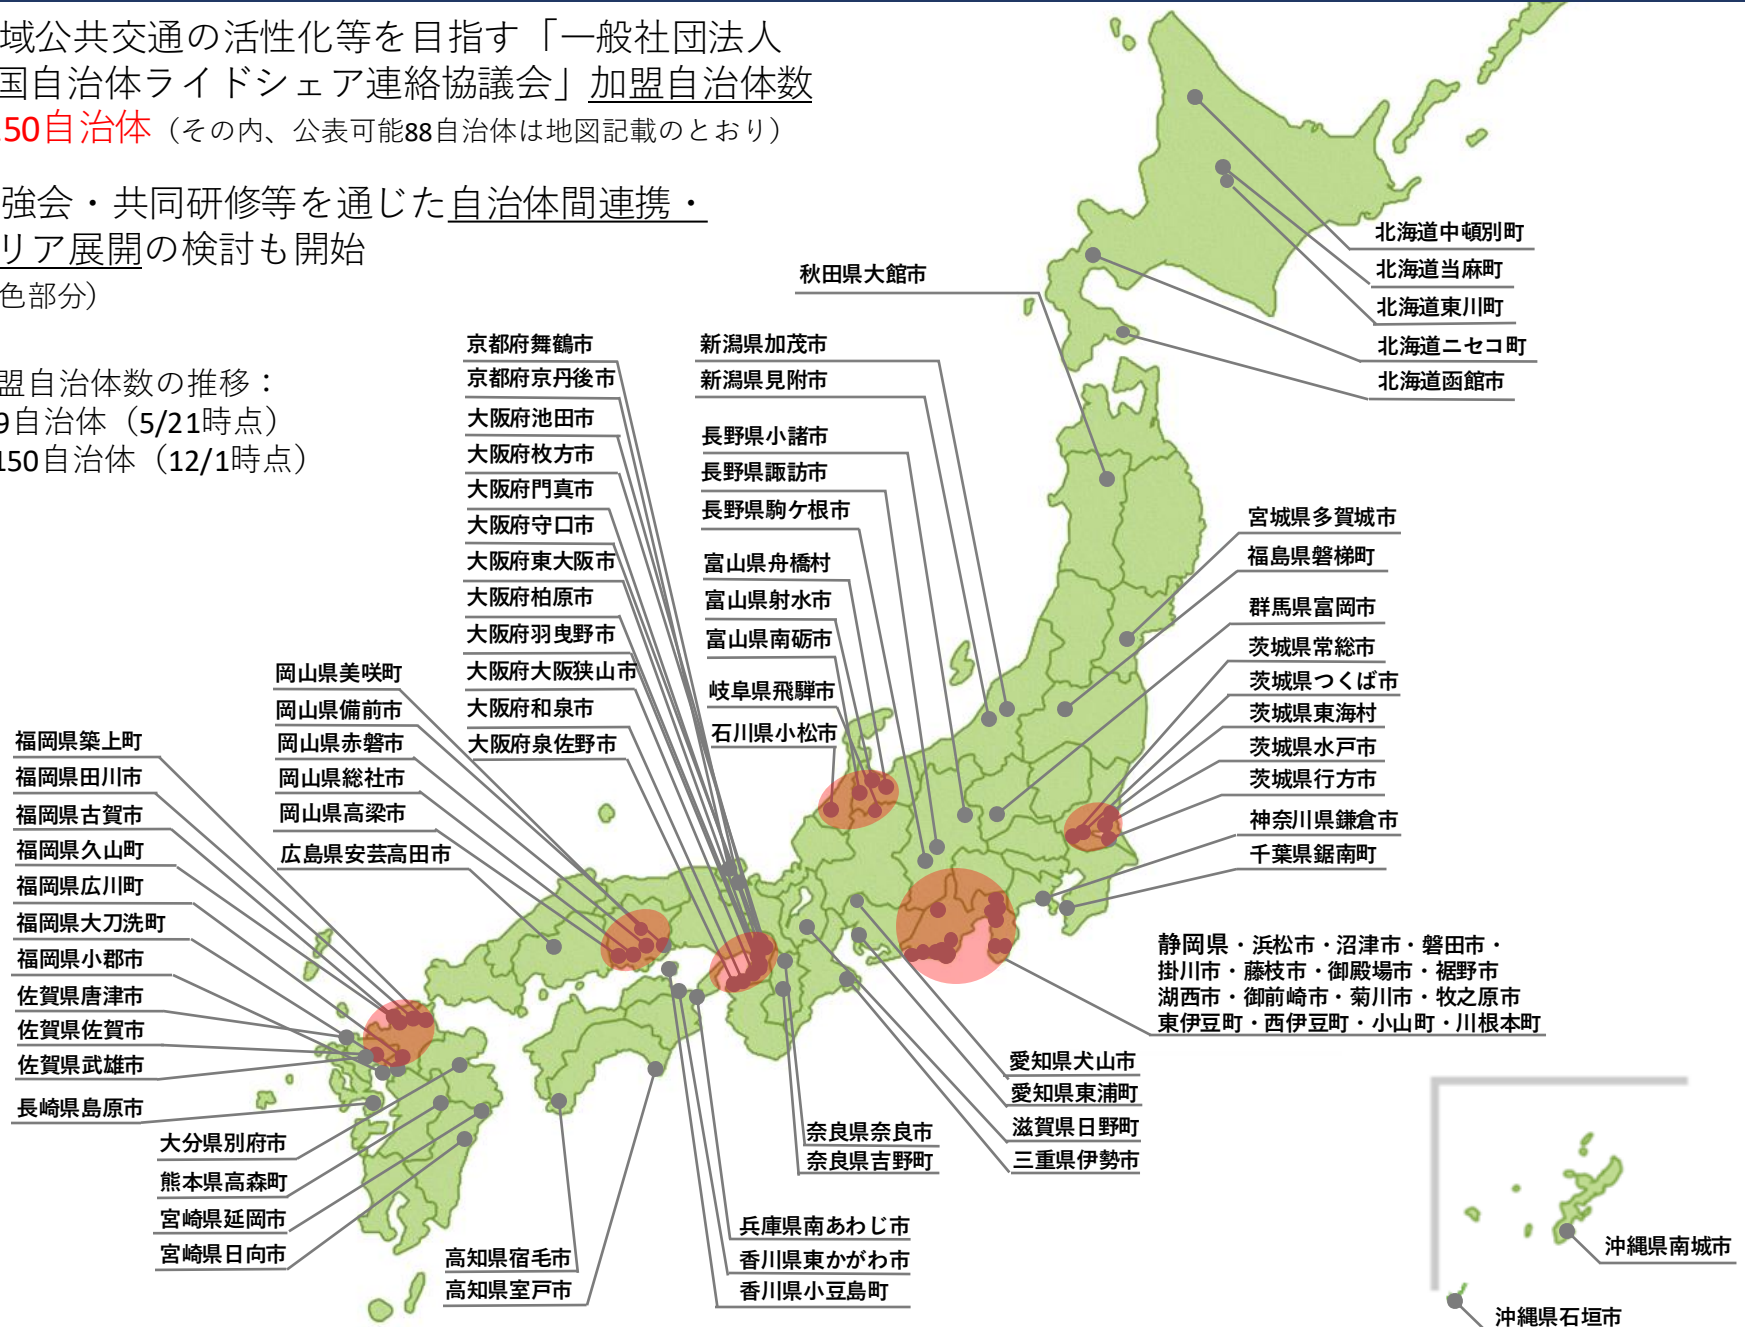 域公共交通の活性化等を目指す「一般社団法人
国自治体ライドシェア連絡協議会」加盟自治体数
50自治体（その内、公表可能88自治体は地図記載のとおり）
強会・共同研修等を通じた自治体間連携・
リア展開の検討も開始
色部分）
盟自治体数の推移：
9自治体（5/21時点）
150自治体（12/1時点）
北海道中頓別町
北海道当麻町
北海道東川町
北海道ニセコ町
北海道函館市
秋田県大館市
京都府舞鶴市
京都府京丹後市
大阪府池田市
大阪府枚方市
大阪府門真市
大阪府守口市
大阪府東大阪市
大阪府柏原市
大阪府羽曳野市
大阪府大阪狭山市
大阪府和泉市
大阪府泉佐野市
新潟県加茂市
新潟県見附市
長野県小諸市
長野県諏訪市
長野県駒ケ根市
富山県舟橋村
富山県射水市
富山県南砺市
岐阜県飛騨市
石川県小松市
宮城県多賀城市
福島県磐梯町
群馬県富岡市
茨城県常総市
茨城県つくば市
茨城県東海村
茨城県水戸市
茨城県行方市
神奈川県鎌倉市
千葉県鋸南町
岡山県美咲町
岡山県備前市
岡山県赤磐市
岡山県総社市
岡山県高梁市
広島県安芸高田市
福岡県築上町
福岡県田川市
福岡県古賀市
福岡県久山町
福岡県広川町
福岡県大刀洗町
福岡県小郡市
佐賀県唐津市
佐賀県佐賀市
佐賀県武雄市
長崎県島原市
大分県別府市
熊本県高森町
宮崎県延岡市
宮崎県日向市
静岡県・浜松市・沼津市・磐田市・
掛川市・藤枝市・御殿場市・裾野市
湖西市・御前崎市・菊川市・牧之原市
東伊豆町・西伊豆町・小山町・川根本町
愛知県犬山市
愛知県東浦町
滋賀県日野町
三重県伊勢市
奈良県奈良市
奈良県吉野町
兵庫県南あわじ市
香川県東かがわ市
香川県小豆島町
高知県宿毛市
高知県室戸市
沖縄県南城市
沖縄県石垣市